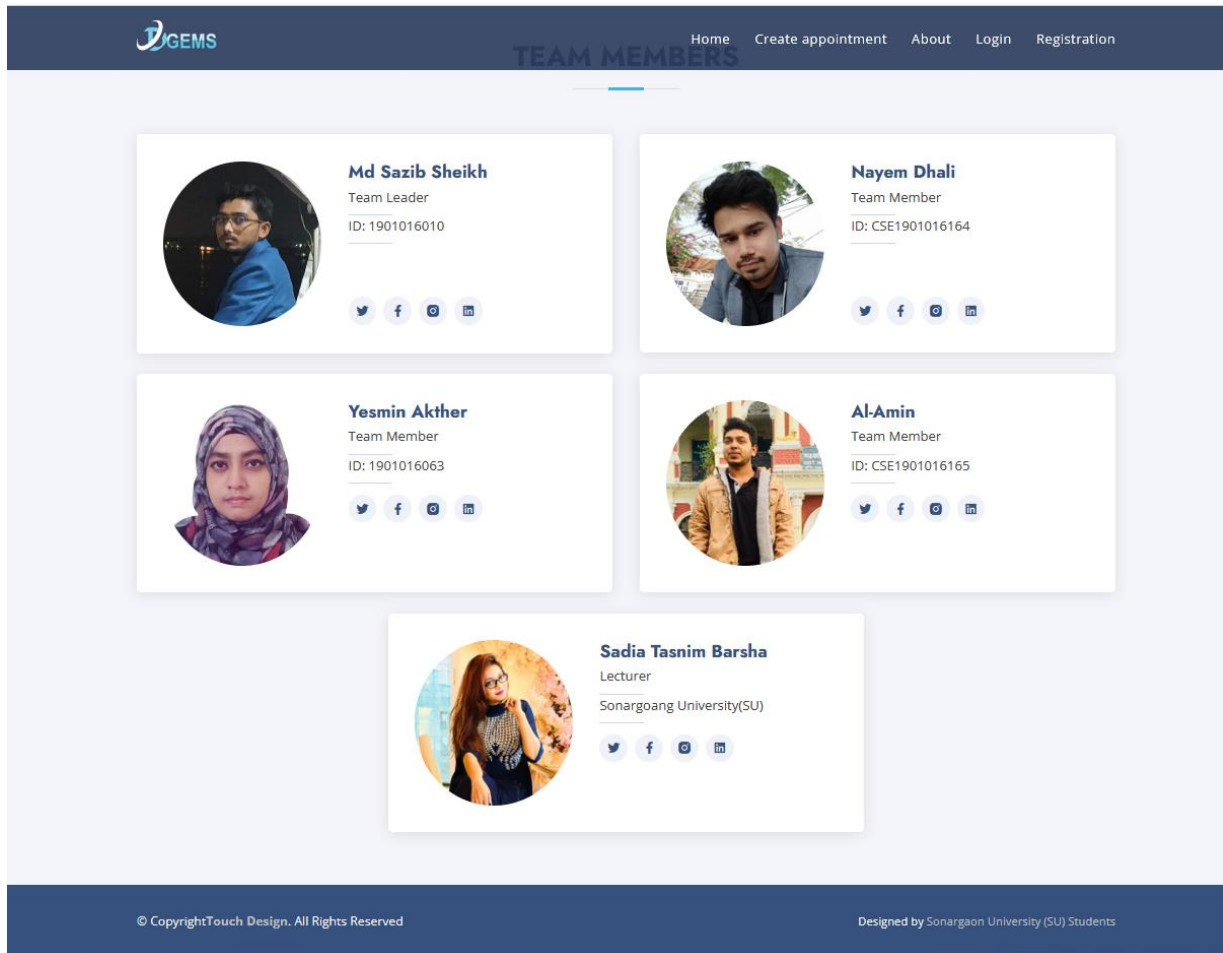 GEMS
Home Create appointment About Login Registration
TEAM MEMBERS
Md Sazib Sheikh
Team Leader
ID: 1901016010
Nayem Dhali
Team Member
ID: CSE1901016164
Yesmin Akther
Team Member
ID: 1901016063
Al-Amin
Team Member
ID: CSE1901016165
Sadia Tasnim Barsha
Lecturer
Sonargoang University(SU)
© CopyrightTouch Design. All Rights Reserved
Designed by Sonargaon University (SU) Students